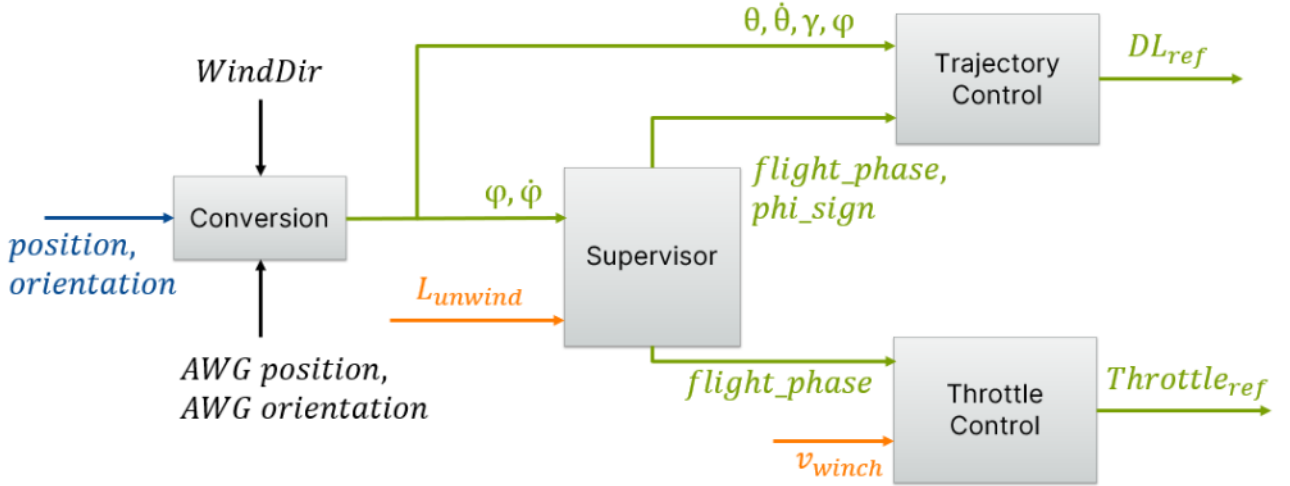 θ, θ̇, γ, φ
DL_ref
Trajectory
Control
WindDir
flight_phase,
phi_sign
φ, φ̇
Conversion
position,
orientation
Supervisor
L_unwind
AWG position,
AWG orientation
flight_phase
Throttle
Control
Throttle_ref
v_winch